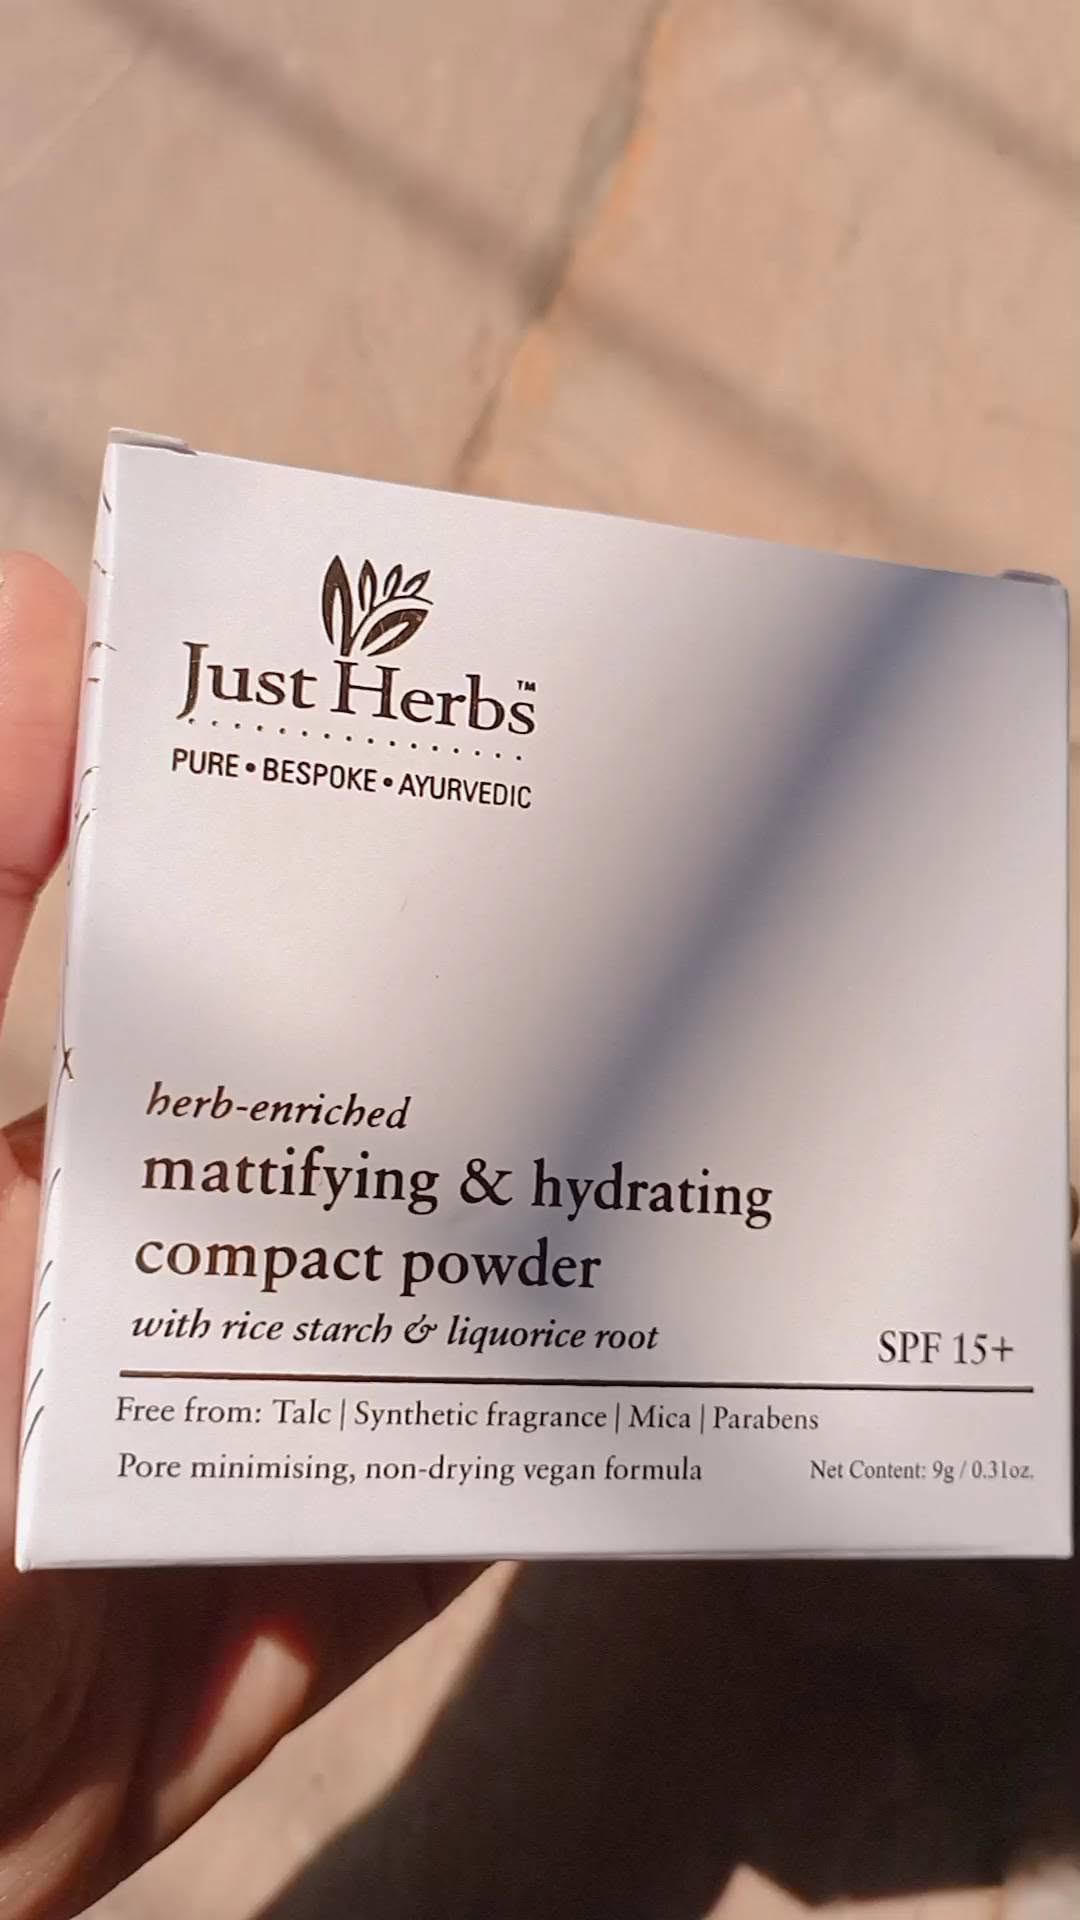 Just Herbs™
PURE • BESPOKE • AYURVEDIC
herb-enriched
mattifying & hydrating
compact powder
with rice starch & liquorice root
SPF 15+
Free from: Talc | Synthetic fragrance | Mica | Parabens
Pore minimising, non-drying vegan formula
Net Content: 9g / 0.31oz.